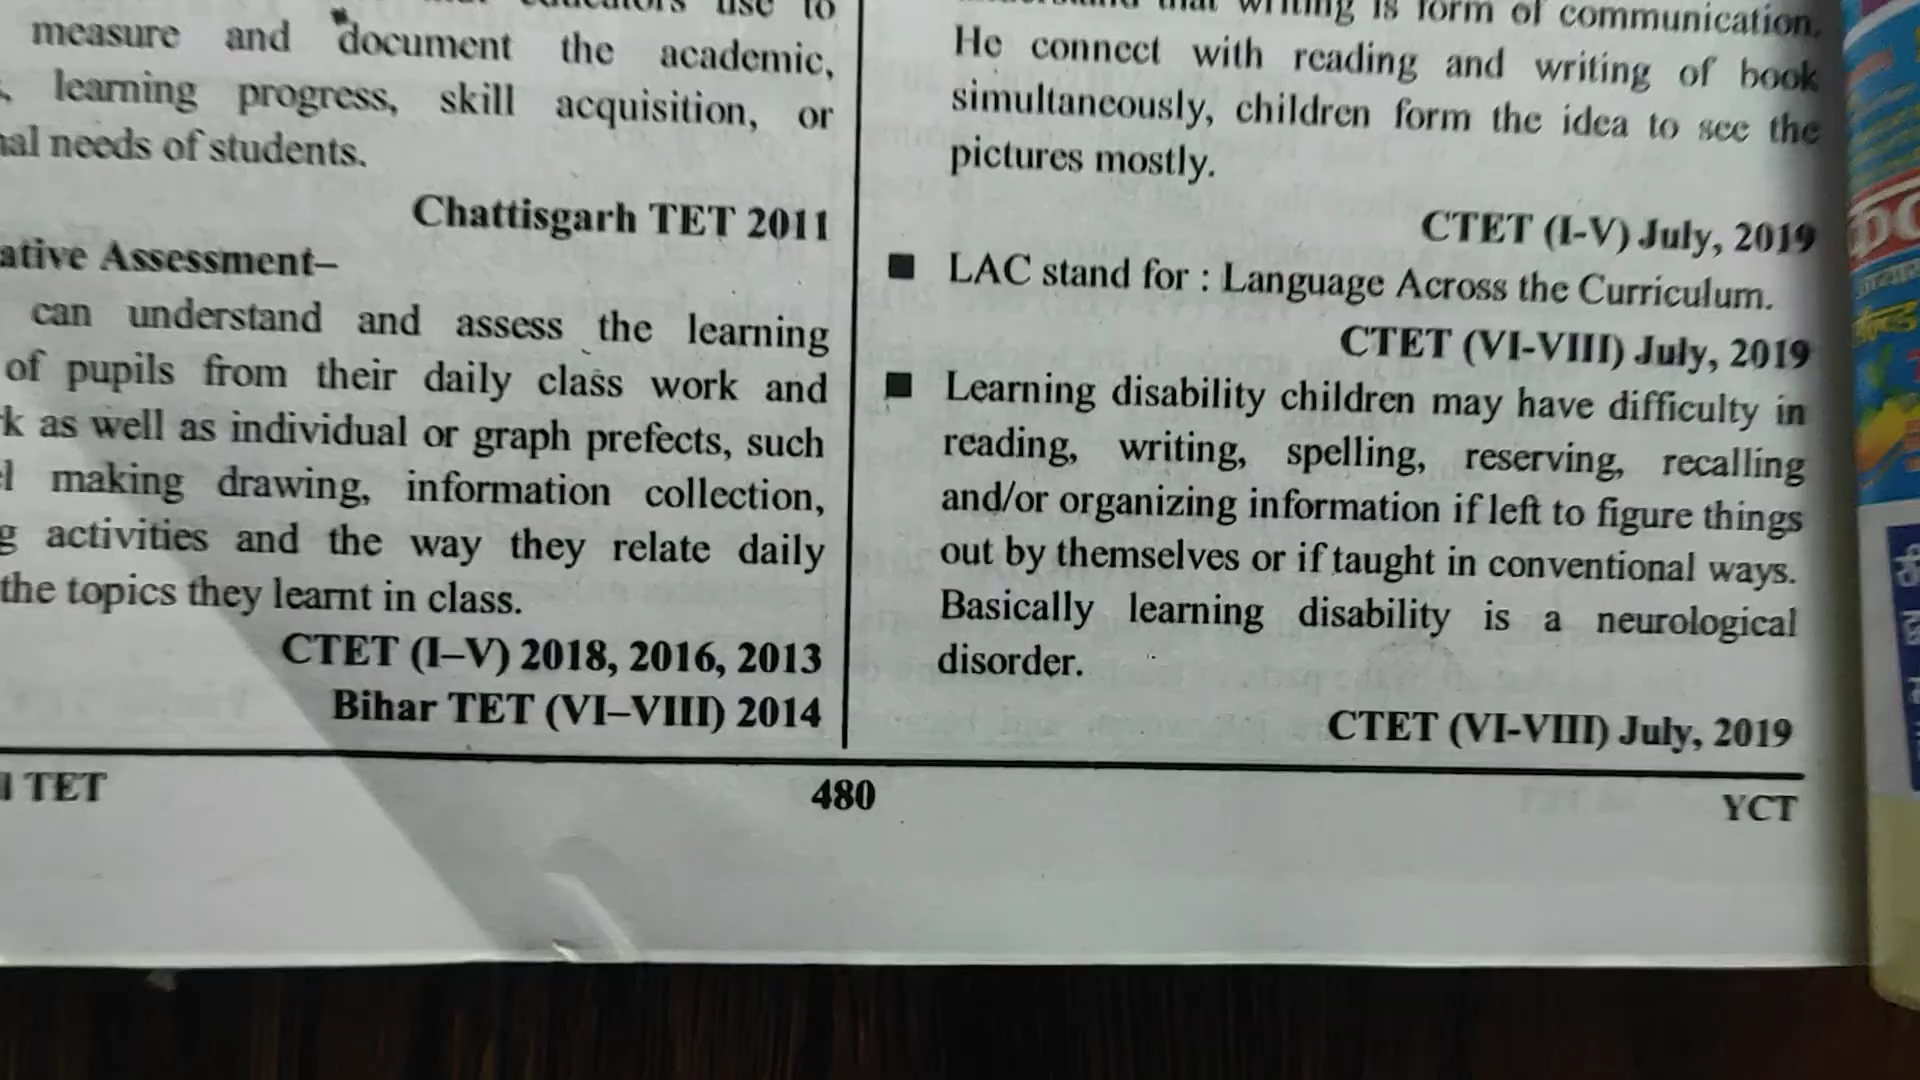 use to
measure and document the academic,
learning progress, skill acquisition, or
needs of students.
Chattisgarh TET 2011
Assessment–
can understand and assess the learning
of pupils from their daily class work and
as well as individual or graph prefects, such
making drawing, information collection,
activities and the way they relate daily
the topics they learnt in class.
CTET (I–V) 2018, 2016, 2013
Bihar TET (VI–VIII) 2014
that writing is form of communication.
He connect with reading and writing of book
simultaneously, children form the idea to see the
pictures mostly.
CTET (I-V) July, 2019
■ LAC stand for : Language Across the Curriculum.
CTET (VI-VIII) July, 2019
■ Learning disability children may have difficulty in
reading, writing, spelling, reserving, recalling
and/or organizing information if left to figure things
out by themselves or if taught in conventional ways.
Basically learning disability is a neurological
disorder.
CTET (VI-VIII) July, 2019
TET
480
YCT